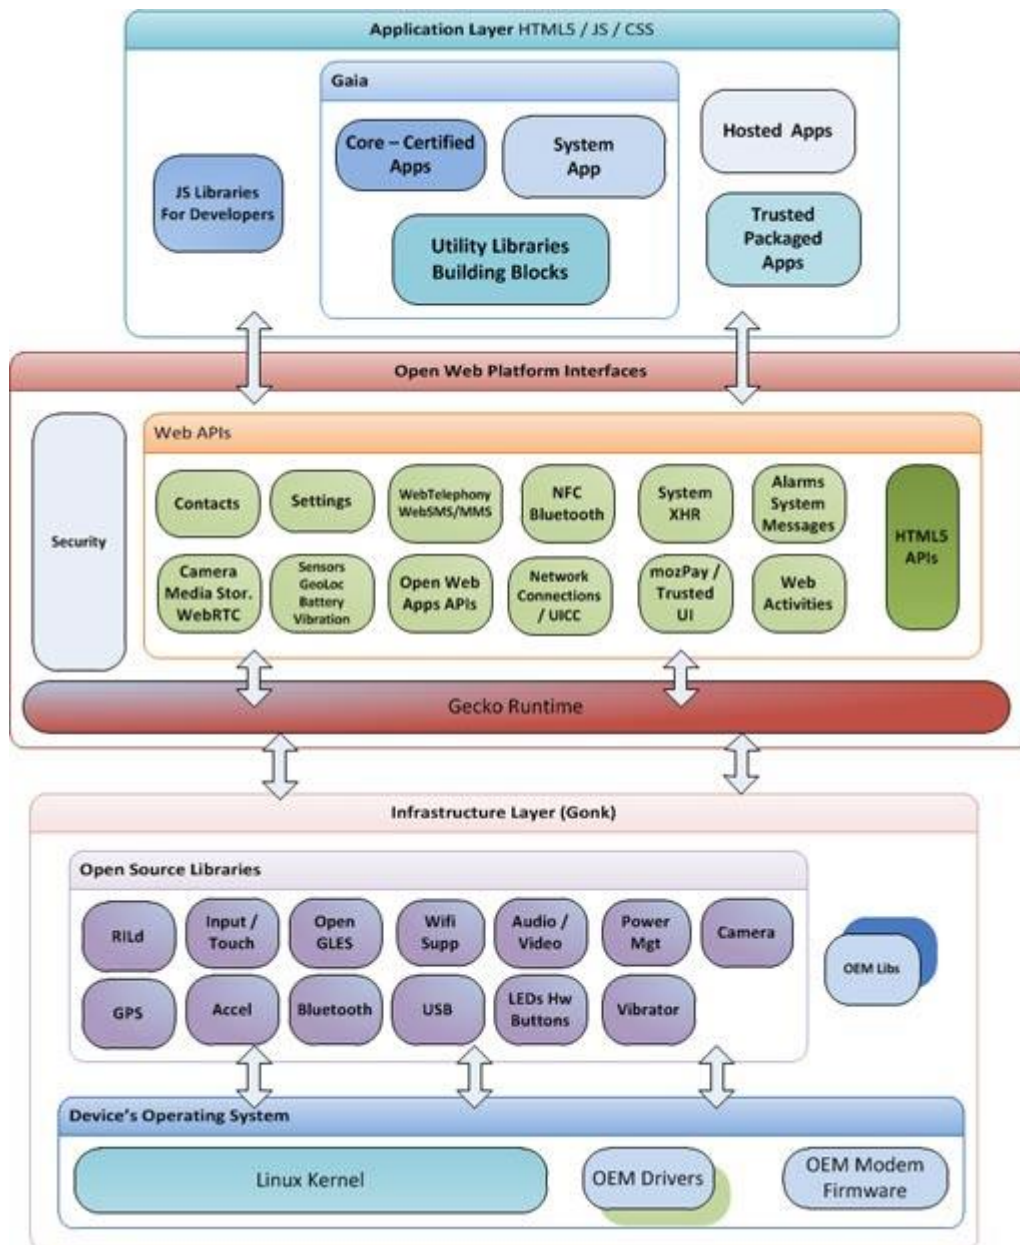 Application Layer HTML5 / JS / CSS
Gaia
Core – Certified
Apps
System
App
Hosted Apps
JS Libraries
For Developers
Utility Libraries
Building Blocks
Trusted
Packaged
Apps
Open Web Platform Interfaces
Security
Web APIs
Contacts
Settings
WebTelephony
WebSMS/MMS
NFC
Bluetooth
System
XHR
Alarms
System
Messages
HTML5
APIs
Camera
Media Stor.
WebRTC
Sensors
GeoLoc
Battery
Vibration
Open Web
Apps APIs
Network
Connections
/ UICC
mozPay /
Trusted
UI
Web
Activities
Gecko Runtime
Infrastructure Layer (Gonk)
Open Source Libraries
RILd
Input /
Touch
Open
GLES
Wifi
Supp
Audio /
Video
Power
Mgt
Camera
OEM Libs
GPS
Accel
Bluetooth
USB
LEDs Hw
Buttons
Vibrator
Device's Operating System
Linux Kernel
OEM Drivers
OEM Modem
Firmware